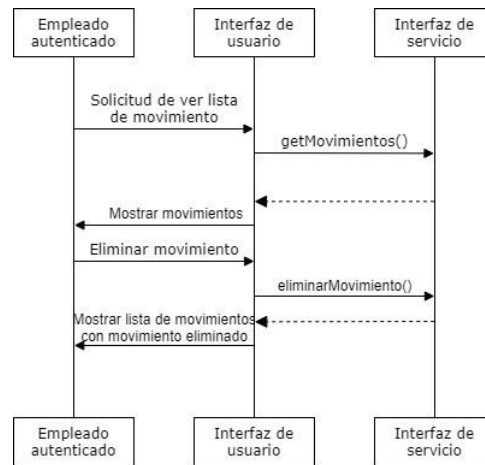 Empleado
autenticado
Interfaz de
usuario
Interfaz de
servicio
Solicitud de ver lista
de movimiento
getMovimientos()
Mostrar movimientos
Eliminar movimiento
eliminarMovimiento()
Mostrar lista de movimientos
con movimiento eliminado
Empleado
autenticado
Interfaz de
usuario
Interfaz de
servicio